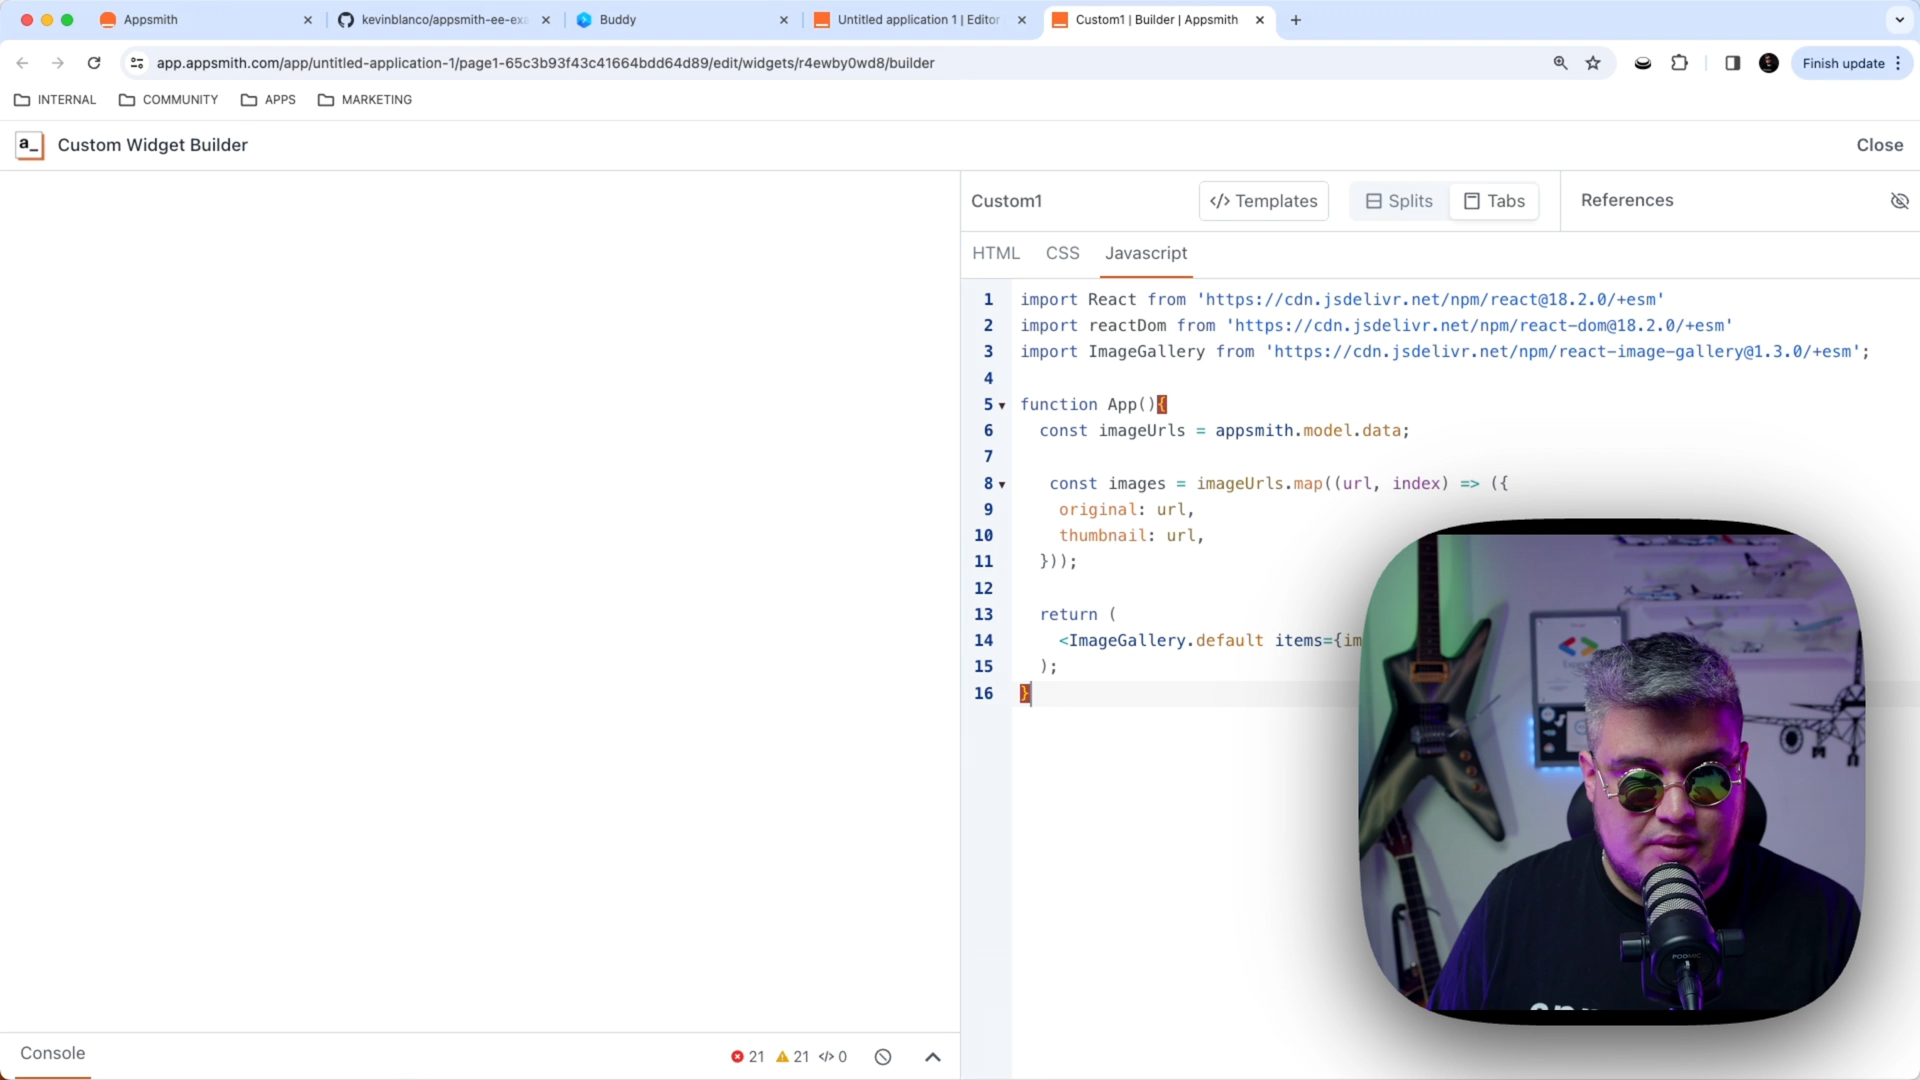 Appsmith
kevinblanco/appsmith-ee-exa
Buddy
Untitled application 1 | Editor
Custom1 | Builder | Appsmith
app.appsmith.com/app/untitled-application-1/page1-65c3b93f43c41664bdd64d89/edit/widgets/r4ewby0wd8/builder
Finish update
INTERNAL
COMMUNITY
APPS
MARKETING
a_
Custom Widget Builder
Close
Custom1
</> Templates
Splits
Tabs
References
HTML
CSS
Javascript
1 import React from 'https://cdn.jsdelivr.net/npm/react@18.2.0/+esm'
2 import reactDom from 'https://cdn.jsdelivr.net/npm/react-dom@18.2.0/+esm'
3 import ImageGallery from 'https://cdn.jsdelivr.net/npm/react-image-gallery@1.3.0/+esm';
4
5 function App(){
6 const imageUrls = appsmith.model.data;
7
8 const images = imageUrls.map((url, index) => ({
9 original: url,
10 thumbnail: url,
11 }));
12
13 return (
14 <ImageGallery.default items={im
15 );
16 }
PODMIC
Console
21
21
</> 0